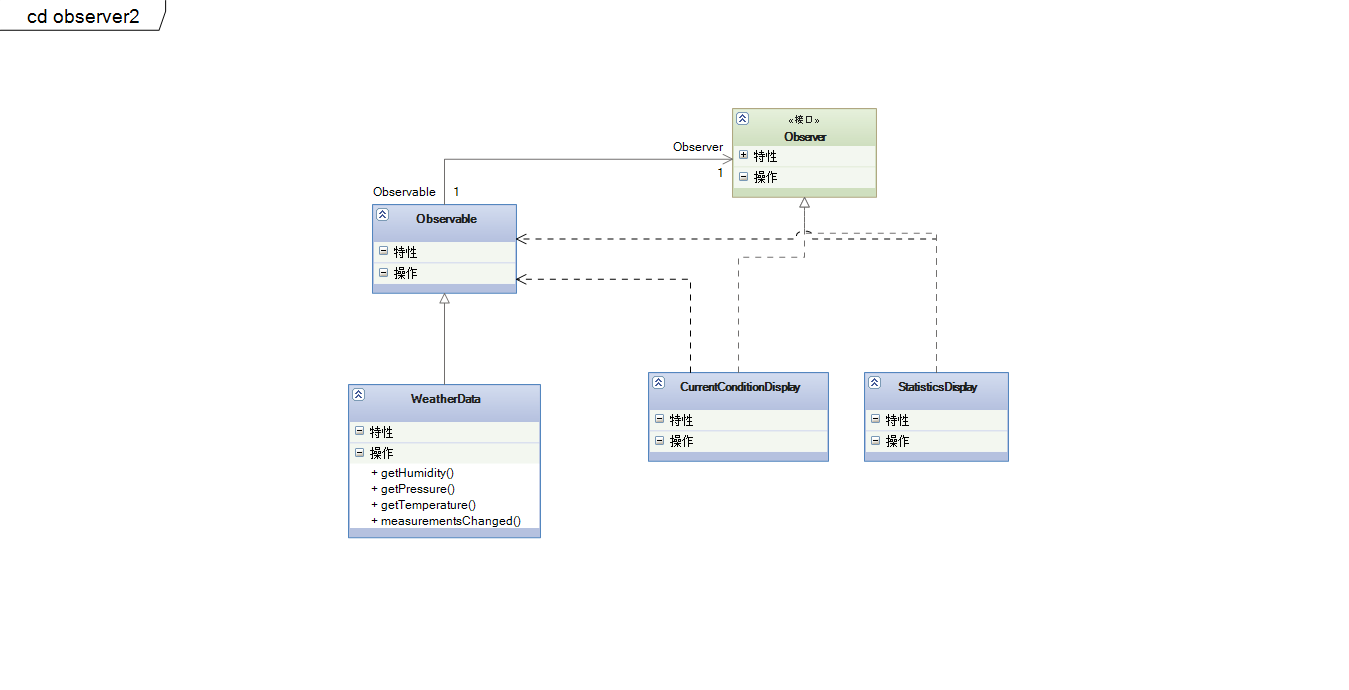 cd observer2
«接口»
Observer
特性
操作
Observer
1
Observable
1
Observable
特性
操作
WeatherData
特性
操作
+ getHumidity()
+ getPressure()
+ getTemperature()
+ measurementsChanged()
CurrentConditionDisplay
特性
操作
StatisticsDisplay
特性
操作